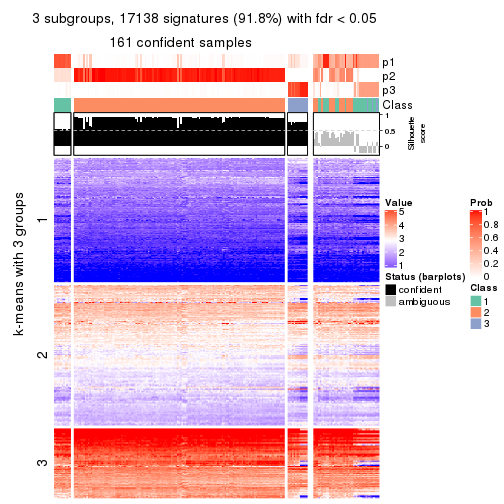 3 subgroups, 17138 signatures (91.8%) with fdr < 0.05
161 confident samples
p1
p2
p3
Class
1
0.5
0
Silhouette
score
k-means with 3 groups
1
2
3
Value
5
4
3
2
1
Status (barplots)
confident
ambiguous
Prob
1
0.8
0.6
0.4
0.2
0
Class
1
2
3